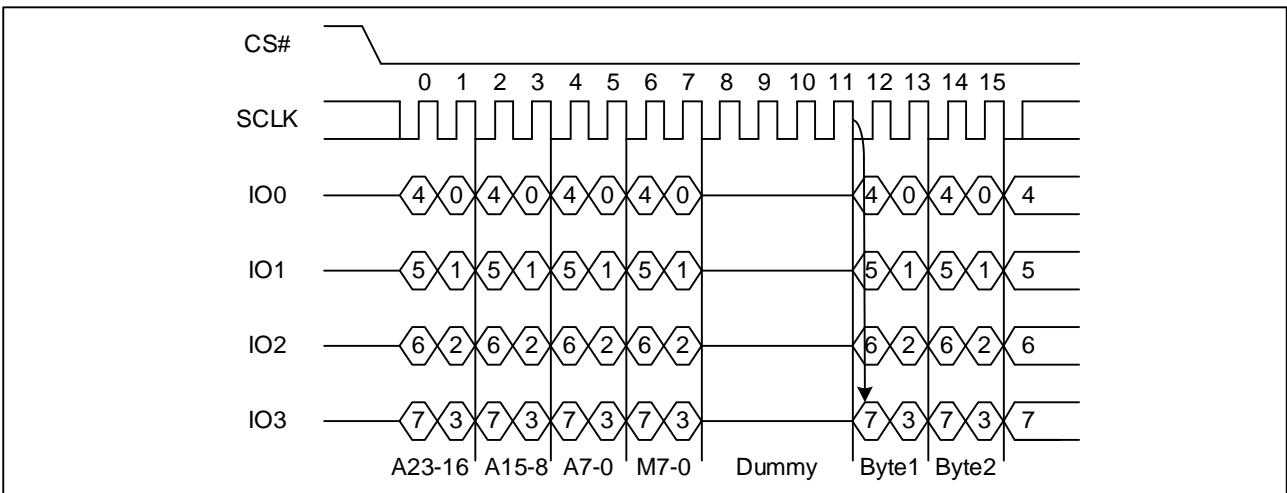 CS#
0 1 2 3 4 5 6 7 8 9 10 11 12 13 14 15
SCLK
IO0 4 0 4 0 4 0 4 0 4 0 4 0 4
IO1 5 1 5 1 5 1 5 1 5 1 5 1 5
IO2 6 2 6 2 6 2 6 2 6 2 6 2 6
IO3 7 3 7 3 7 3 7 3 7 3 7 3 7
A23-16 A15-8 A7-0 M7-0 Dummy Byte1 Byte2